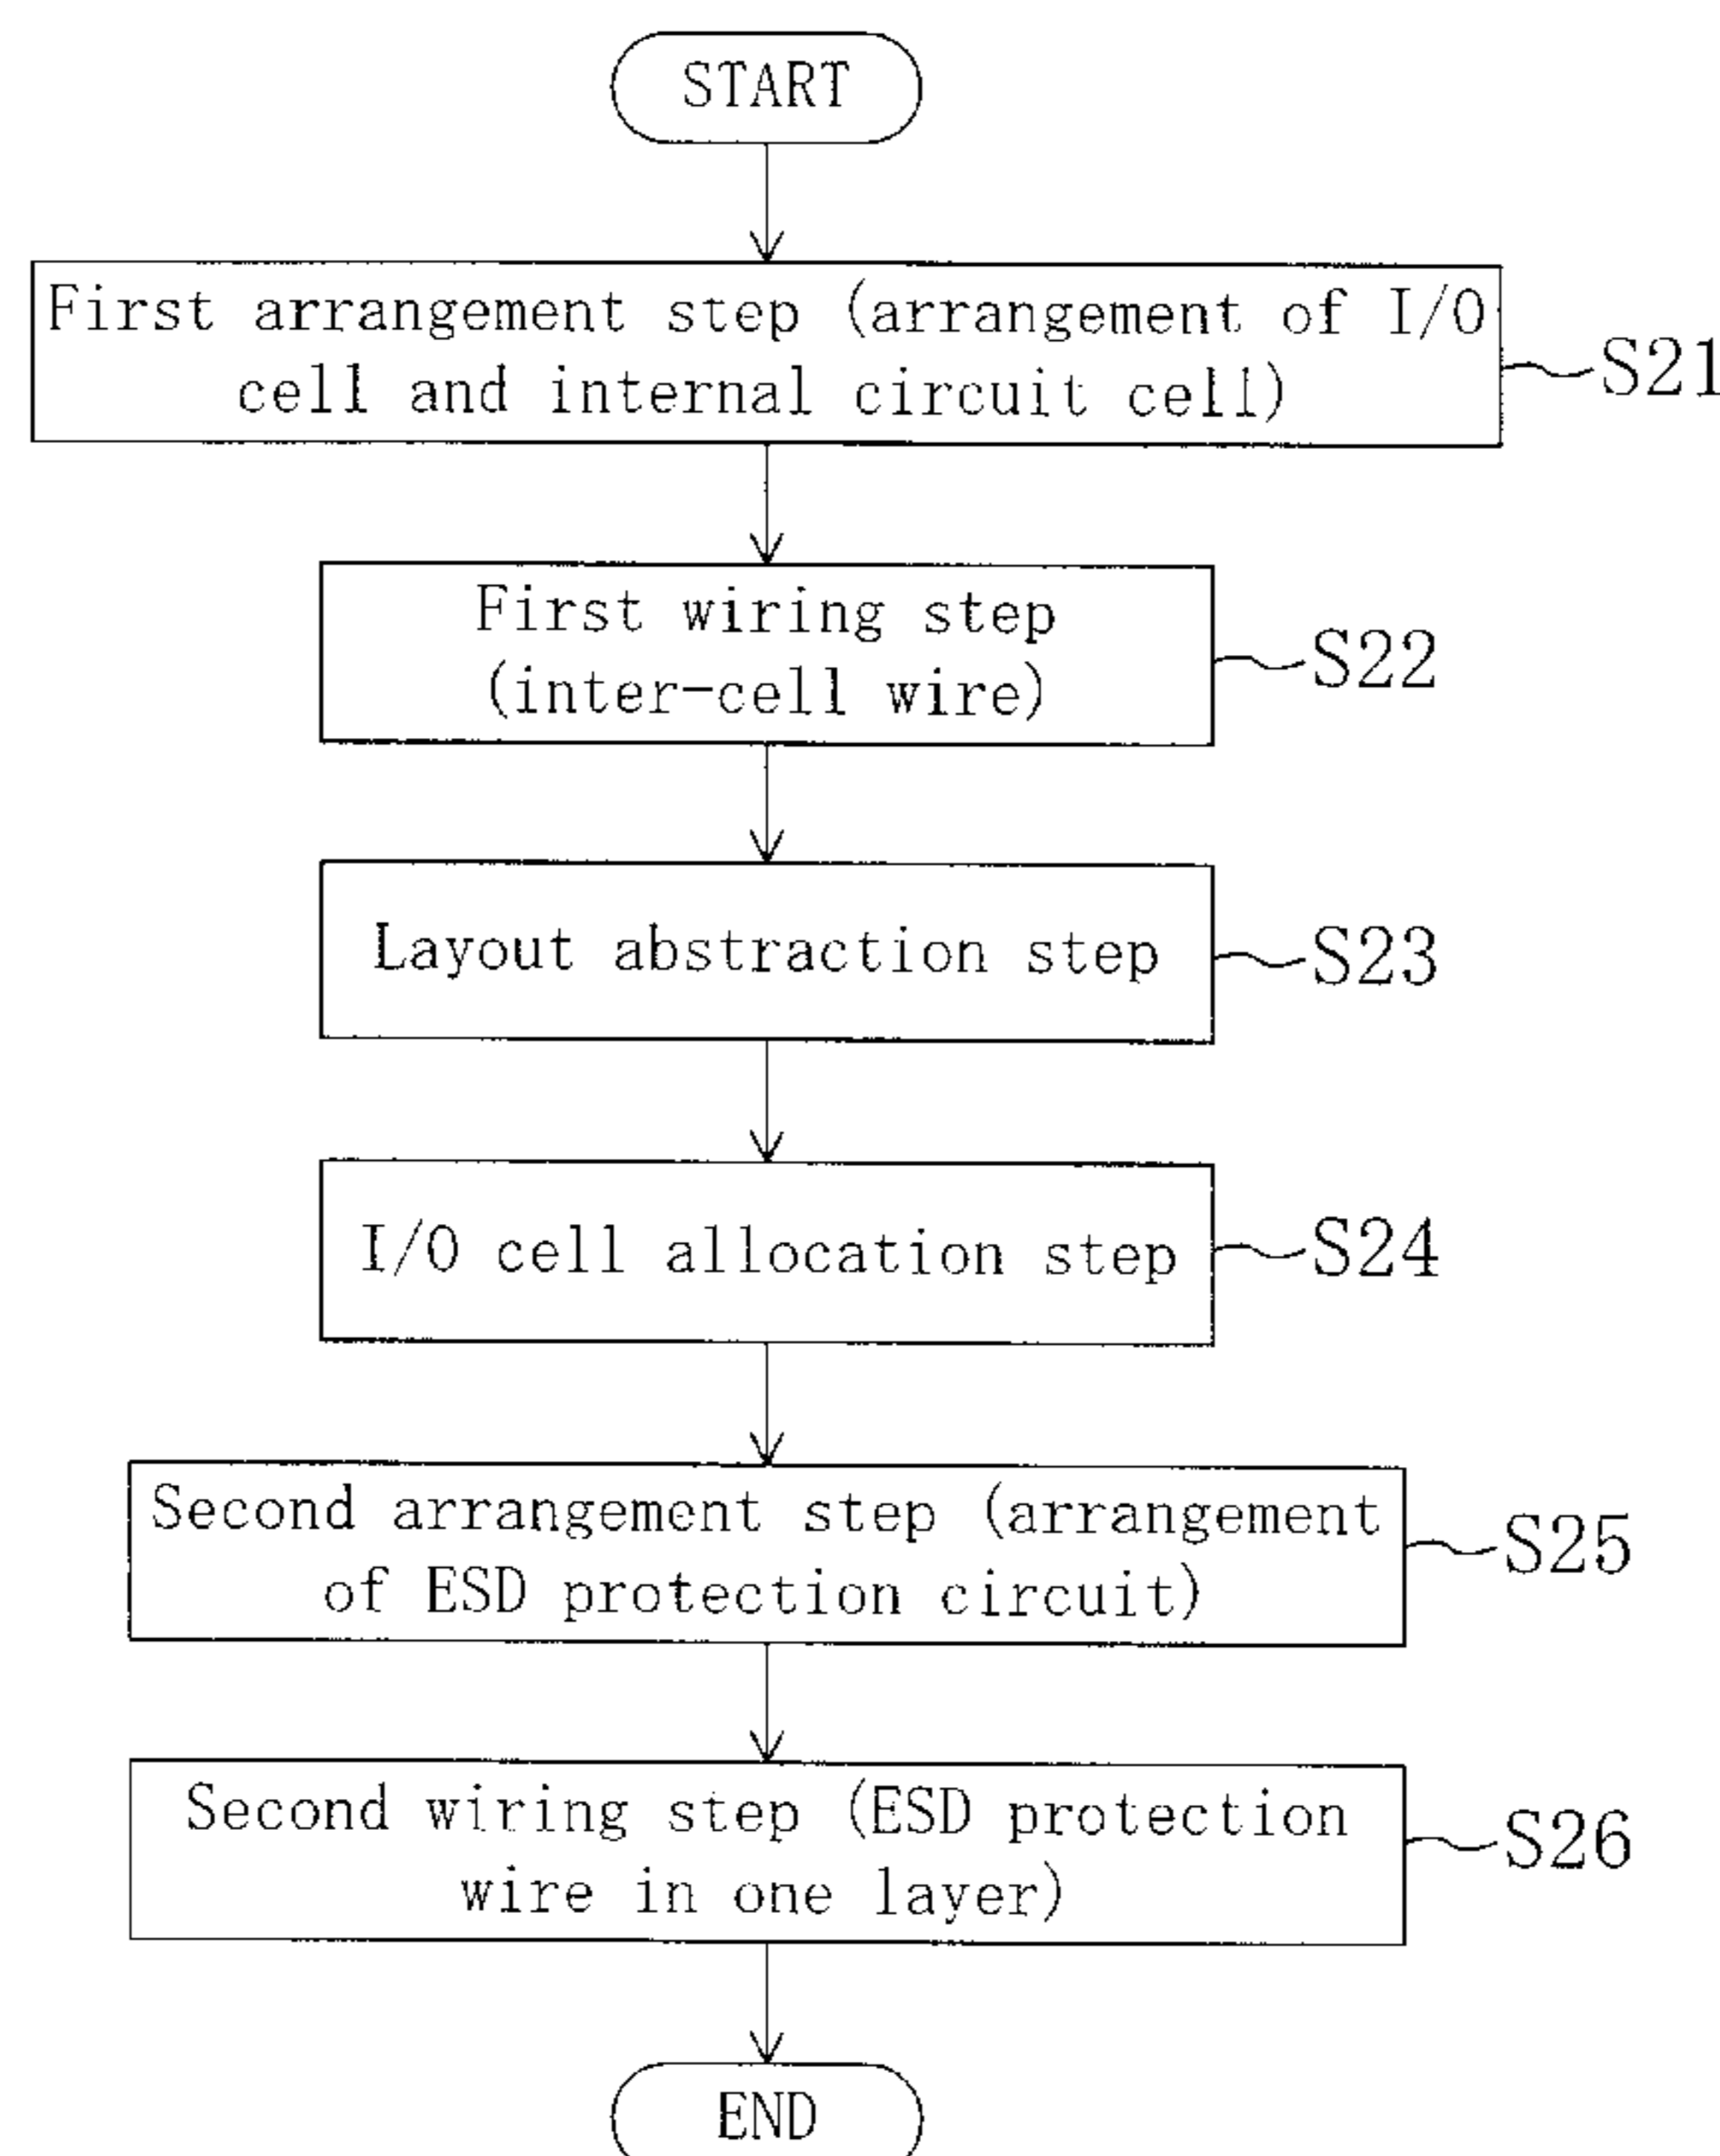 START
First arrangement step (arrangement of I/O
cell and internal circuit cell)
S21
First wiring step
(inter-cell wire)
S22
Layout abstraction step
S23
I/O cell allocation step
S24
Second arrangement step (arrangement
of ESD protection circuit)
S25
Second wiring step (ESD protection
wire in one layer)
S26
END